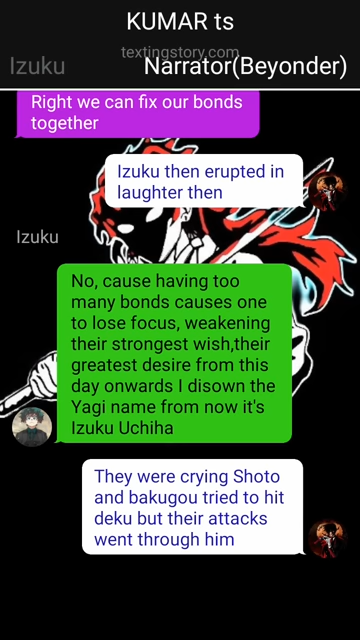 KUMAR ts
textingstory.com
Izuku
Narrator(Beyonder)
Right we can fix our bonds
together
Izuku then erupted in
laughter then
Izuku
No, cause having too
many bonds causes one
to lose focus, weakening
their strongest wish,their
greatest desire from this
day onwards I disown the
Yagi name from now it's
Izuku Uchiha
They were crying Shoto
and bakugou tried to hit
deku but their attacks
went through him